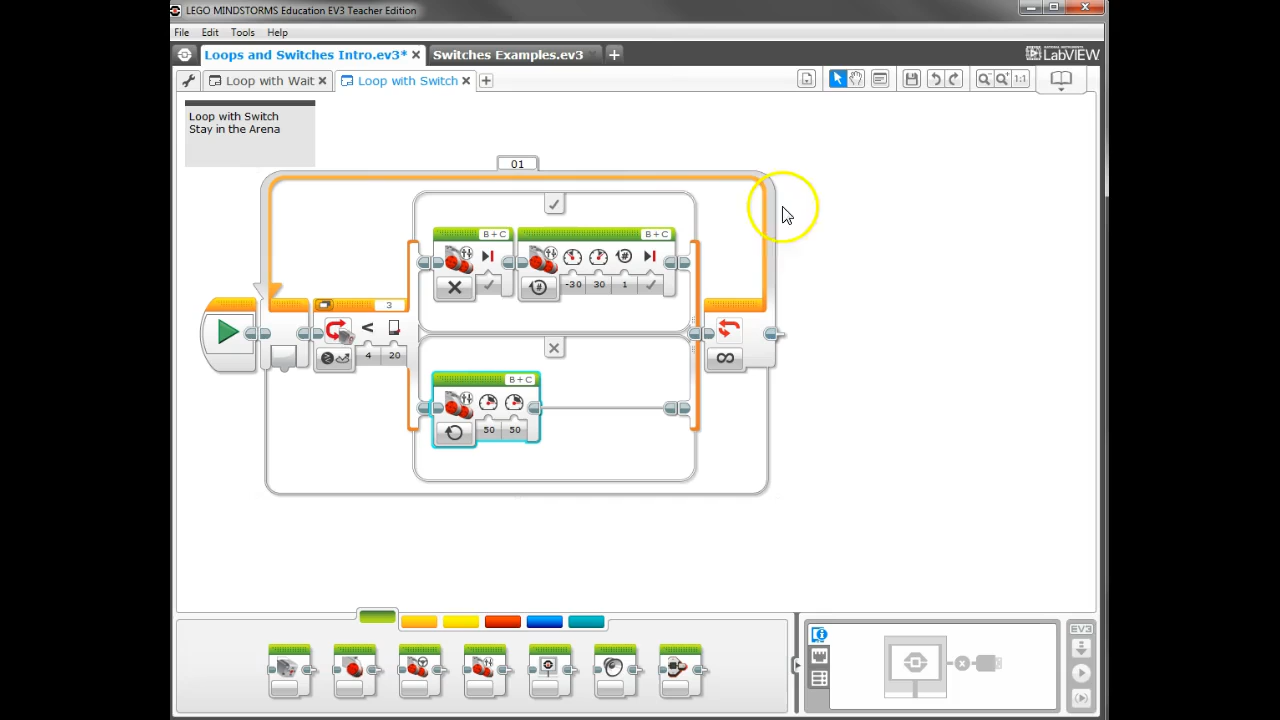 LEGO MINDSTORMS Education EV3 Teacher Edition
File Edit Tools Help
Loops and Switches Intro.ev3* Switches Examples.ev3
LabVIEW
Loop with Wait Loop with Switch
1:1
Loop with Switch
Stay in the Arena
01
B + C B + C
# # -30 30 1
3
< 4 20
∞
B + C
50 50
EV3